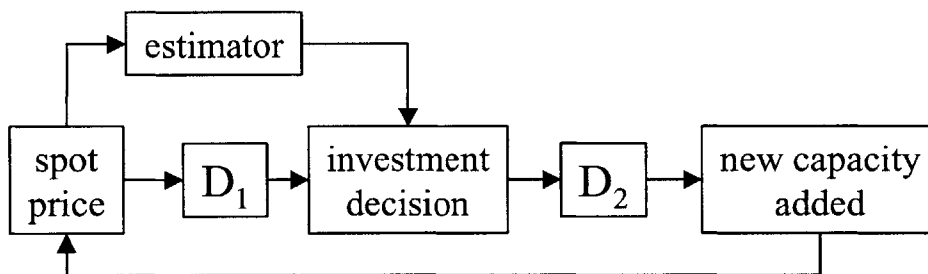 estimator
spot
price
D₁
investment
decision
D₂
new capacity
added